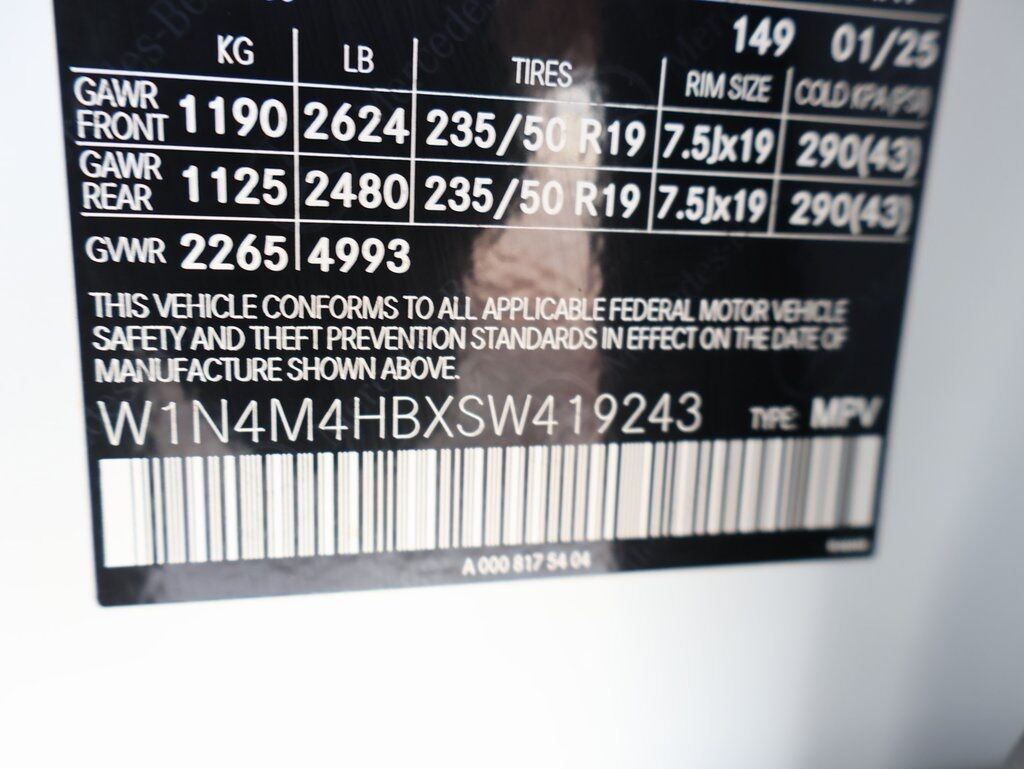 149 01/25
KG LB TIRES RIM SIZE COLD KPA(PSI)
GAWR FRONT 1190 2624 235/50 R19 7.5Jx19 290(43)
GAWR REAR 1125 2480 235/50 R19 7.5Jx19 290(43)
GVWR 2265 4993
THIS VEHICLE CONFORMS TO ALL APPLICABLE FEDERAL MOTOR VEHICLE
SAFETY AND THEFT PREVENTION STANDARDS IN EFFECT ON THE DATE OF
MANUFACTURE SHOWN ABOVE.
W1N4M4HBXSW419243 TYPE: MPV
A 000 817 54 04